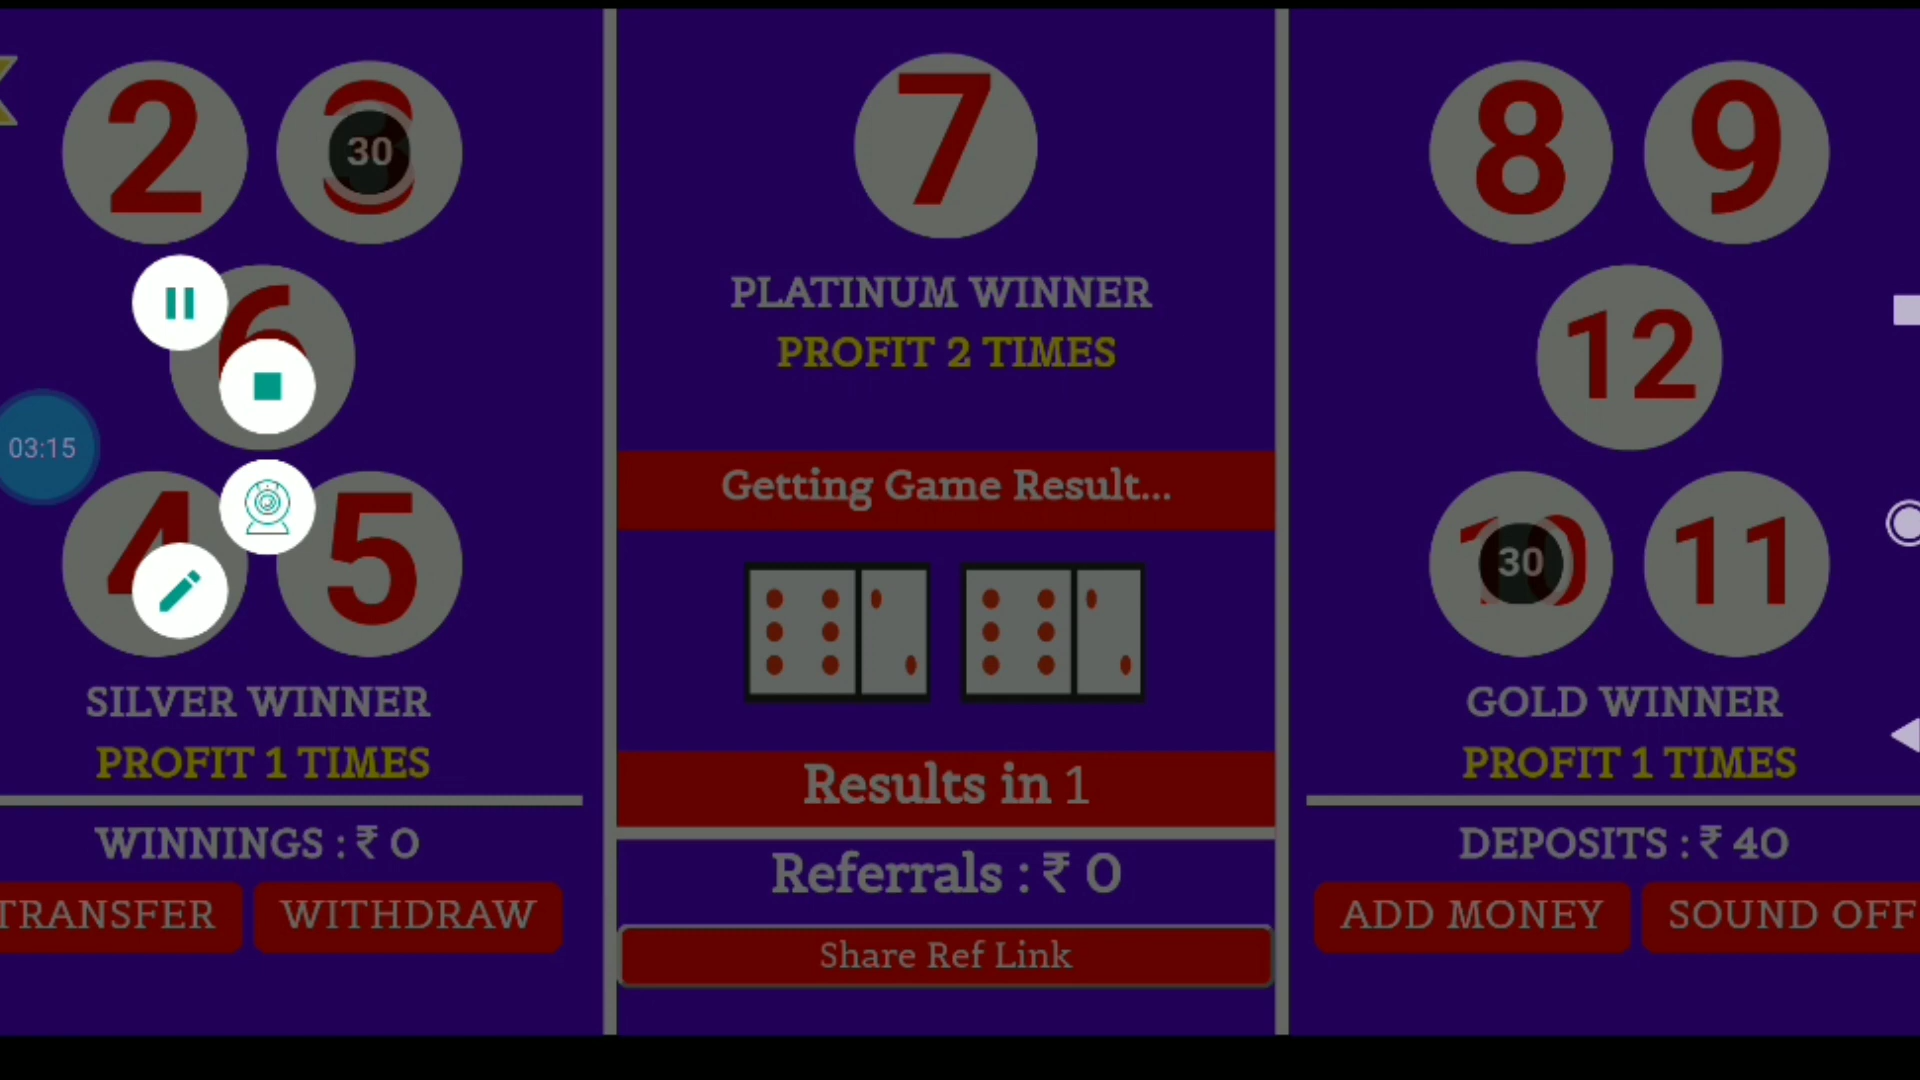 2
30
6
03:15
4
5
SILVER WINNER
PROFIT 1 TIMES
WINNINGS : ₹ 0
TRANSFER
WITHDRAW
7
PLATINUM WINNER
PROFIT 2 TIMES
Getting Game Result...
Results in 1
Referrals : ₹ 0
Share Ref Link
8
9
12
10
30
11
GOLD WINNER
PROFIT 1 TIMES
DEPOSITS : ₹ 40
ADD MONEY
SOUND OFF